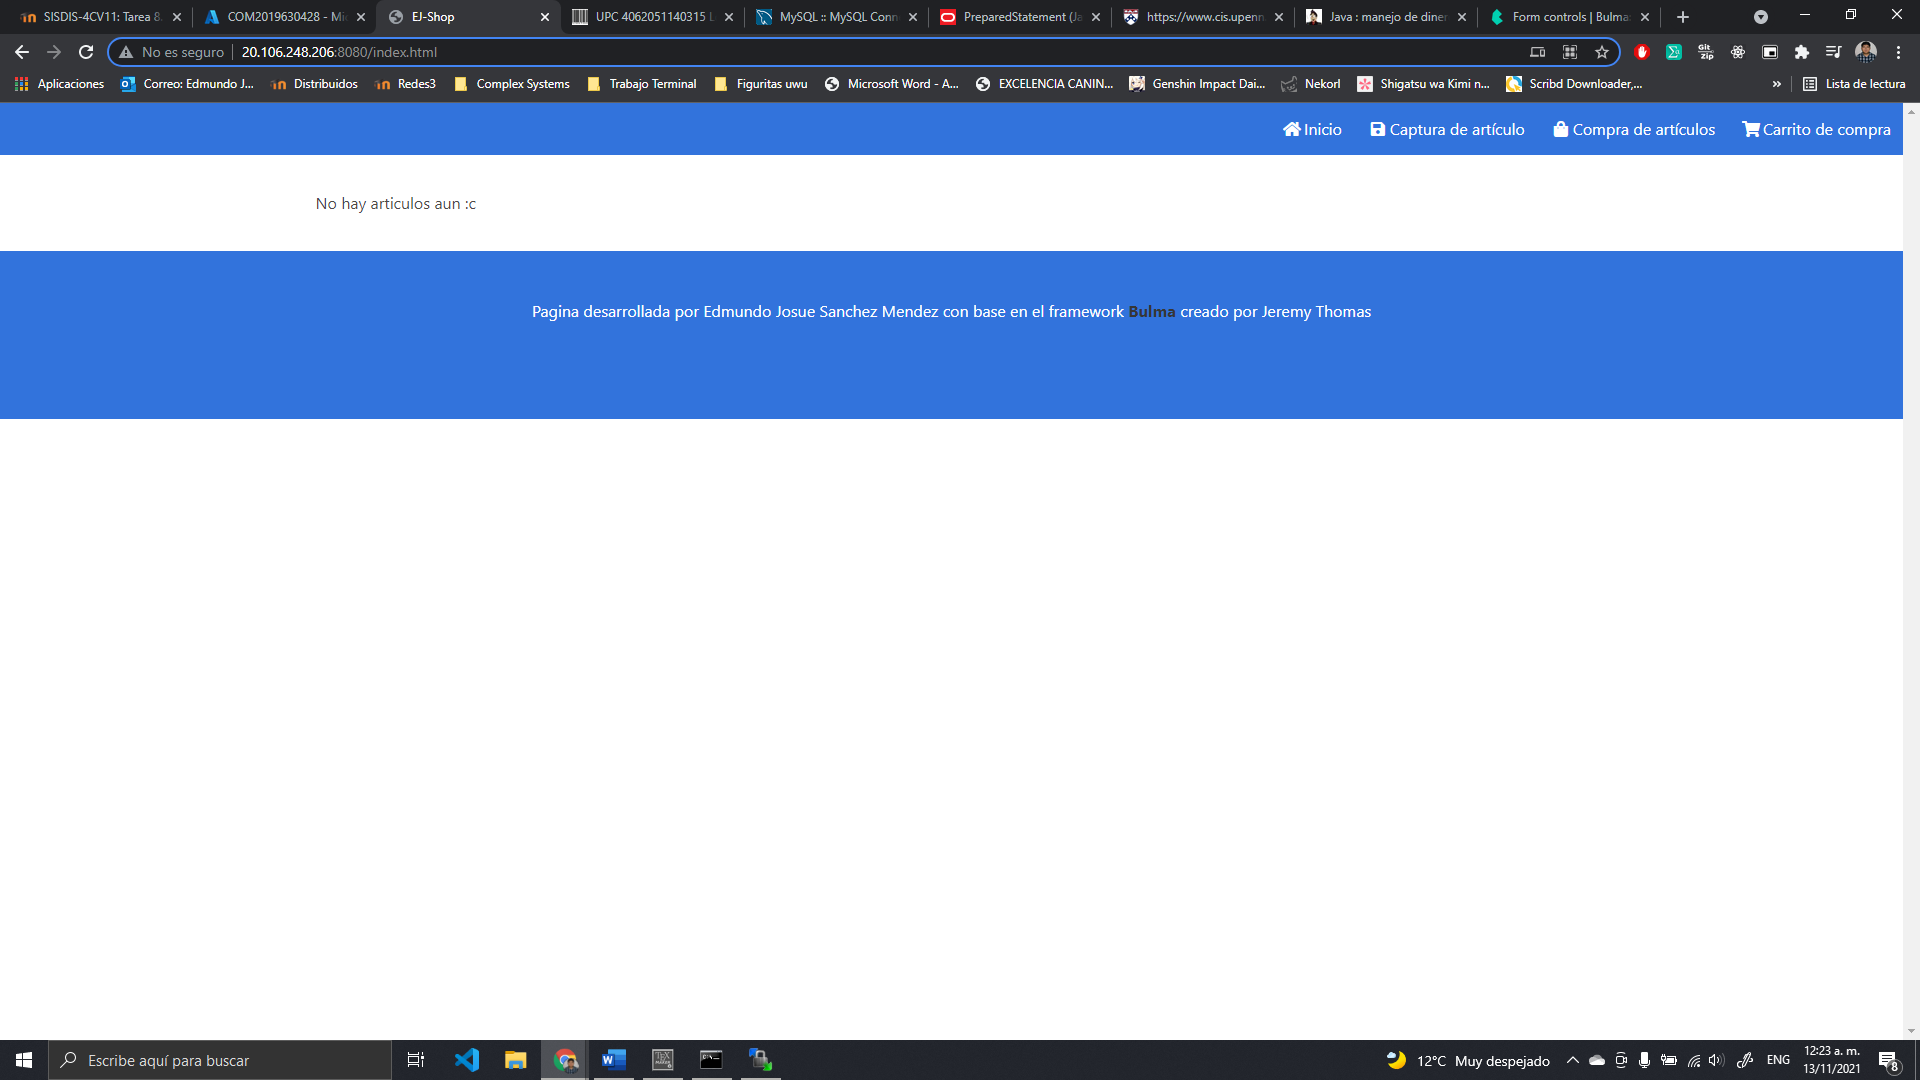 SISDIS-4CV11: Tarea 8.
COM2019630428 - Mi
EJ-Shop
UPC 4062051140315 L
MySQL :: MySQL Conn
PreparedStatement (Ja
https://www.cis.upenn.
Java : manejo de diner
Form controls | Bulma:
No es seguro
20.106.248.206:8080/index.html
Aplicaciones
Correo: Edmundo J...
Distribuidos
Redes3
Complex Systems
Trabajo Terminal
Figuritas uwu
Microsoft Word - A...
EXCELENCIA CANIN...
Genshin Impact Dai...
Nekorl
Shigatsu wa Kimi n...
Scribd Downloader,...
»
Lista de lectura
Inicio
Captura de artículo
Compra de artículos
Carrito de compra
No hay articulos aun :c
Pagina desarrollada por Edmundo Josue Sanchez Mendez con base en el framework Bulma creado por Jeremy Thomas
Escribe aquí para buscar
12°C Muy despejado
ENG
12:23 a. m.
13/11/2021
8